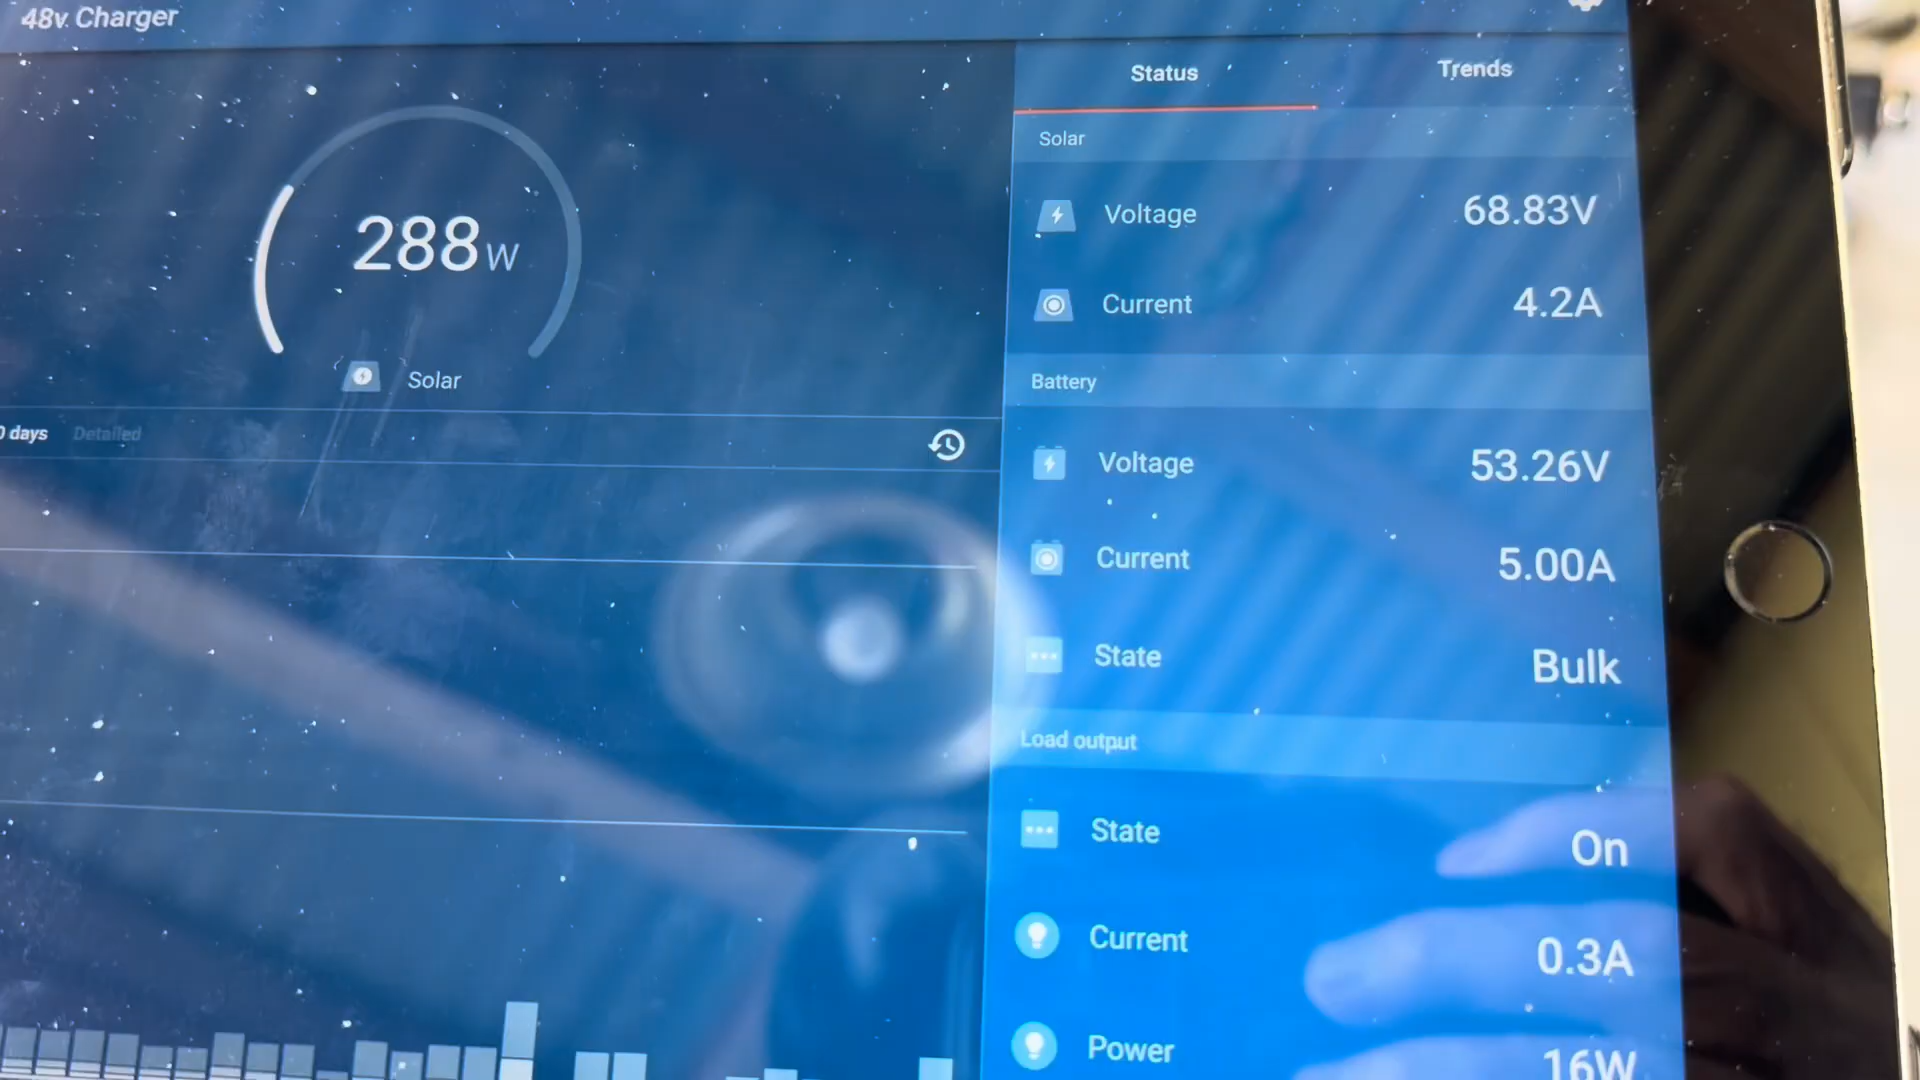 48v Charger
Status
Trends
Solar
288W
Voltage
68.83V
Current
4.2A
Solar
Battery
0 days
Detailed
Voltage
53.26V
Current
5.00A
State
Bulk
Load output
State
On
Current
0.3A
Power
16W